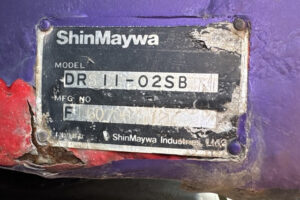 ShinMaywa
MODEL
DR 11-02SB
MFG NO
F
ShinMaywa Industries, Ltd.